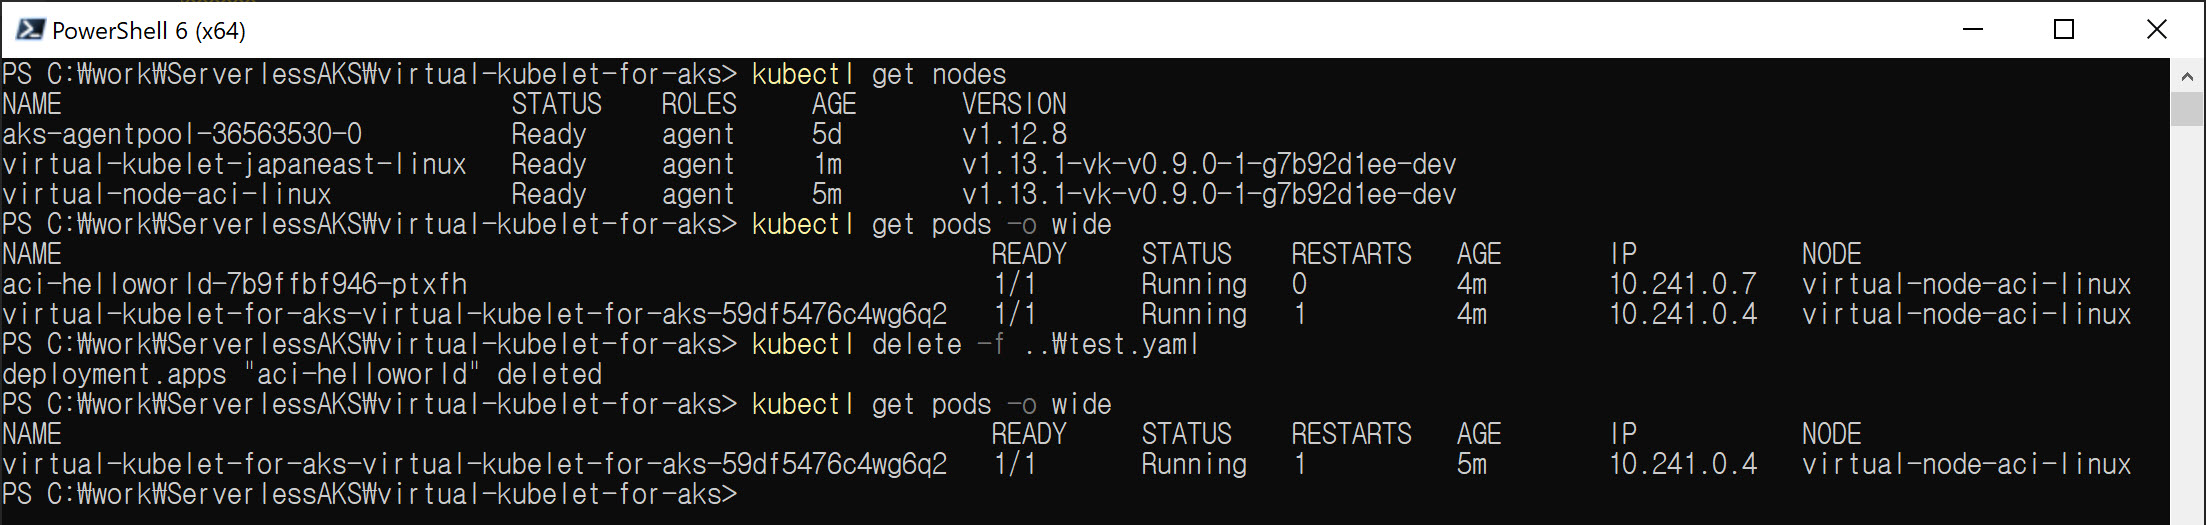 PowerShell 6 (x64)
PS C:₩work₩ServerlessAKS₩virtual-kubelet-for-aks> kubectl get nodes
NAME STATUS ROLES AGE VERSION
aks-agentpool-36563530-0 Ready agent 5d v1.12.8
virtual-kubelet-japaneast-linux Ready agent 1m v1.13.1-vk-v0.9.0-1-g7b92d1ee-dev
virtual-node-aci-linux Ready agent 5m v1.13.1-vk-v0.9.0-1-g7b92d1ee-dev
PS C:₩work₩ServerlessAKS₩virtual-kubelet-for-aks> kubectl get pods -o wide
NAME READY STATUS RESTARTS AGE IP NODE
aci-helloworld-7b9ffbf946-ptxfh 1/1 Running 0 4m 10.241.0.7 virtual-node-aci-linux
virtual-kubelet-for-aks-virtual-kubelet-for-aks-59df5476c4wg6q2 1/1 Running 1 4m 10.241.0.4 virtual-node-aci-linux
PS C:₩work₩ServerlessAKS₩virtual-kubelet-for-aks> kubectl delete -f ..₩test.yaml
deployment.apps "aci-helloworld" deleted
PS C:₩work₩ServerlessAKS₩virtual-kubelet-for-aks> kubectl get pods -o wide
NAME READY STATUS RESTARTS AGE IP NODE
virtual-kubelet-for-aks-virtual-kubelet-for-aks-59df5476c4wg6q2 1/1 Running 1 5m 10.241.0.4 virtual-node-aci-linux
PS C:₩work₩ServerlessAKS₩virtual-kubelet-for-aks>